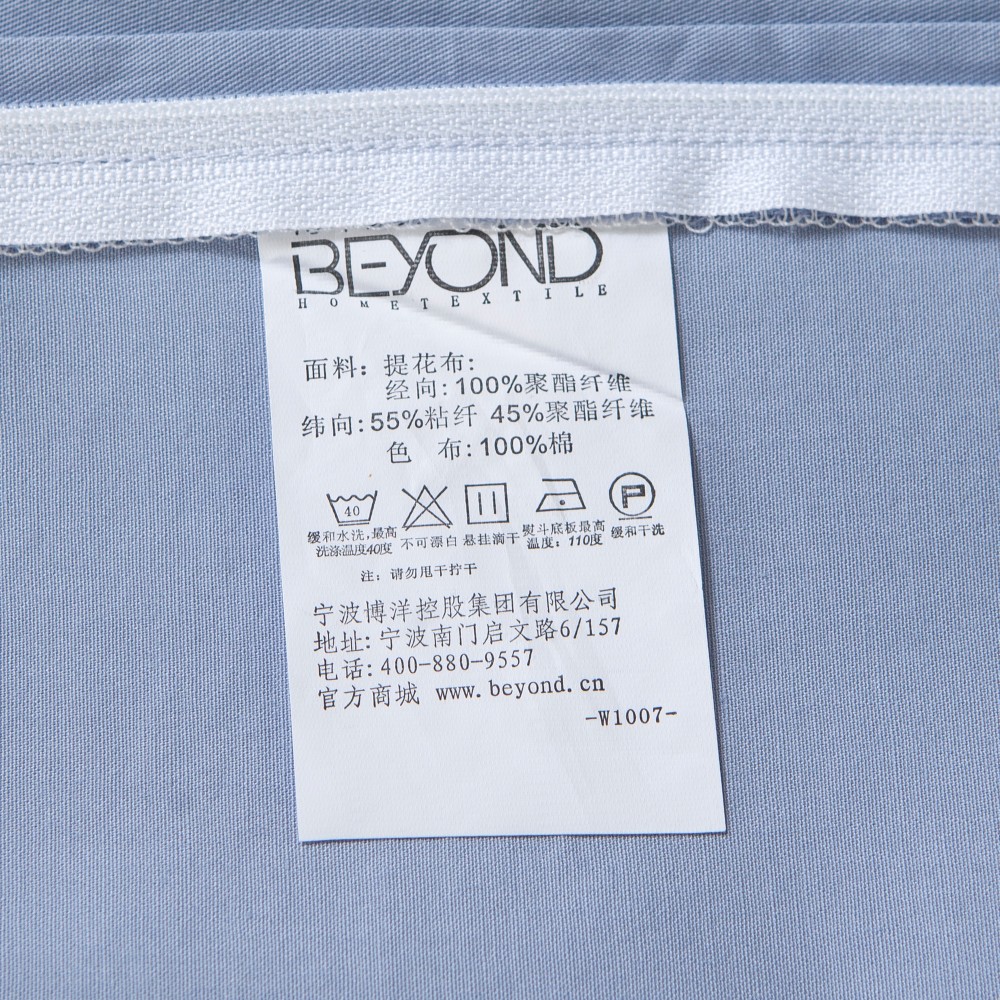 BEYOND
HOMETEXTILE
面料：提花布:
经向:100%聚酯纤维
纬向:55%粘纤 45%聚酯纤维
色 布:100%棉
40
P
缓和水洗,最高洗涤温度40度
不可漂白
悬挂滴干
熨斗底板最高温度：110度
缓和干洗
注：请勿甩干拧干
宁波博洋控股集团有限公司
地址:宁波南门启文路6/157
电话:400-880-9557
官方商城 www.beyond.cn
-W1007-